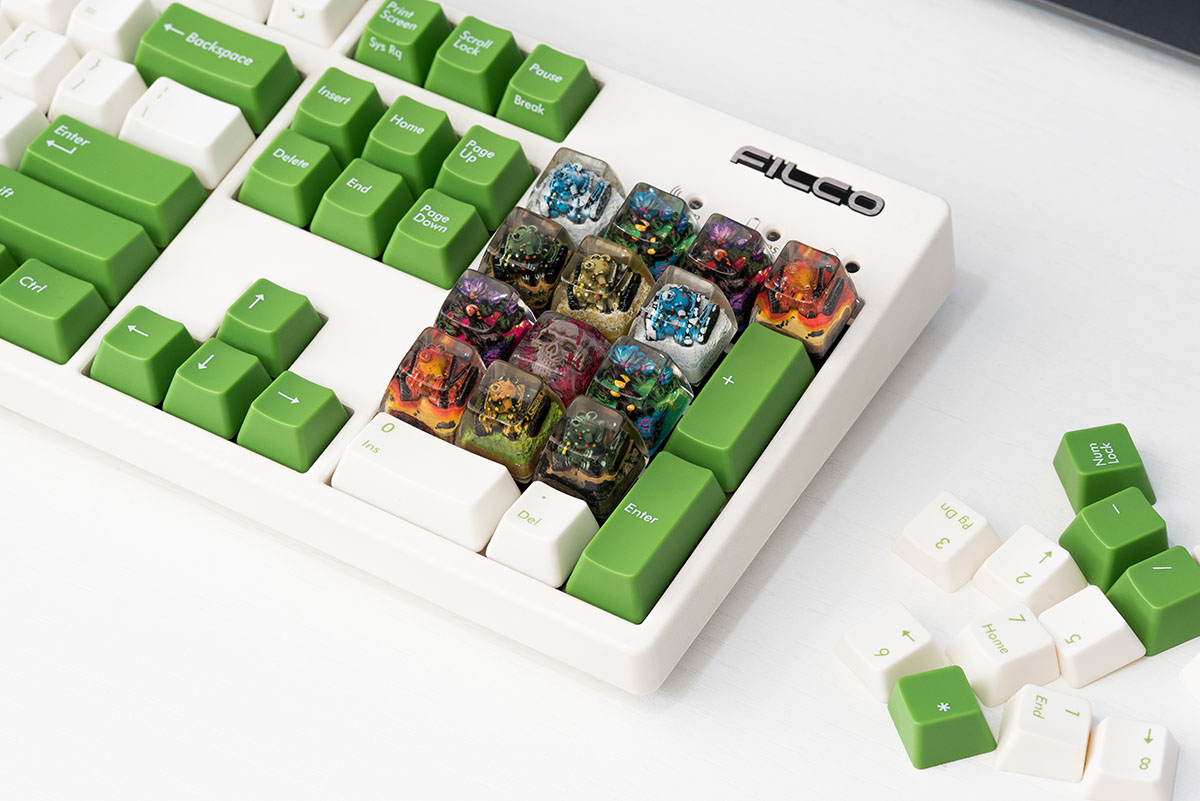 Print
Screen
Sys Rq
Scroll
Lock
Pause
Break
← Backspace
Insert
Home
Page
Up
Enter
Delete
End
Page
Down
Ctrl
↑
←
↓
→
FILCO
+
0
Ins
.
Del
Enter
Num
Lock
-
/
3
Pg Dn
2
↓
5
7
Home
6
→
*
1
End
8
↑